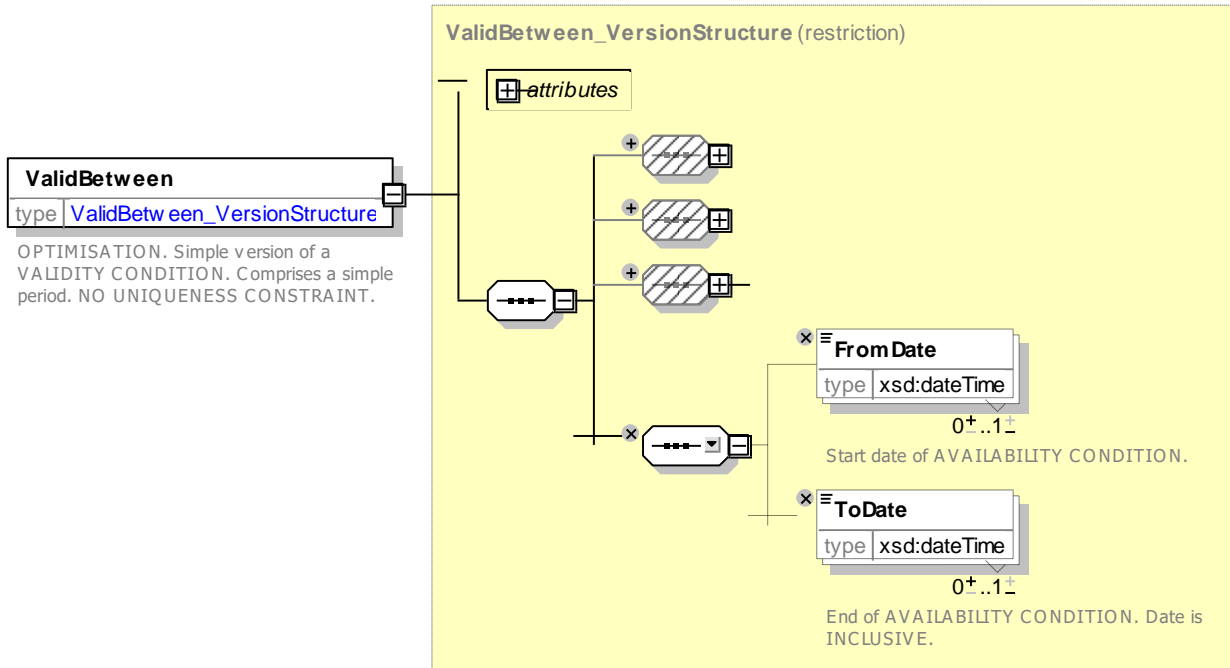 ValidBetween_VersionStructure (restriction)
attributes
ValidBetween
type ValidBetween_VersionStructure
OPTIMISATION. Simple version of a
VALIDITY CONDITION. Comprises a simple
period. NO UNIQUENESS CONSTRAINT.
FromDate
type xsd:dateTime
0..1
Start date of AVAILABILITY CONDITION.
ToDate
type xsd:dateTime
0..1
End of AVAILABILITY CONDITION. Date is
INCLUSIVE.